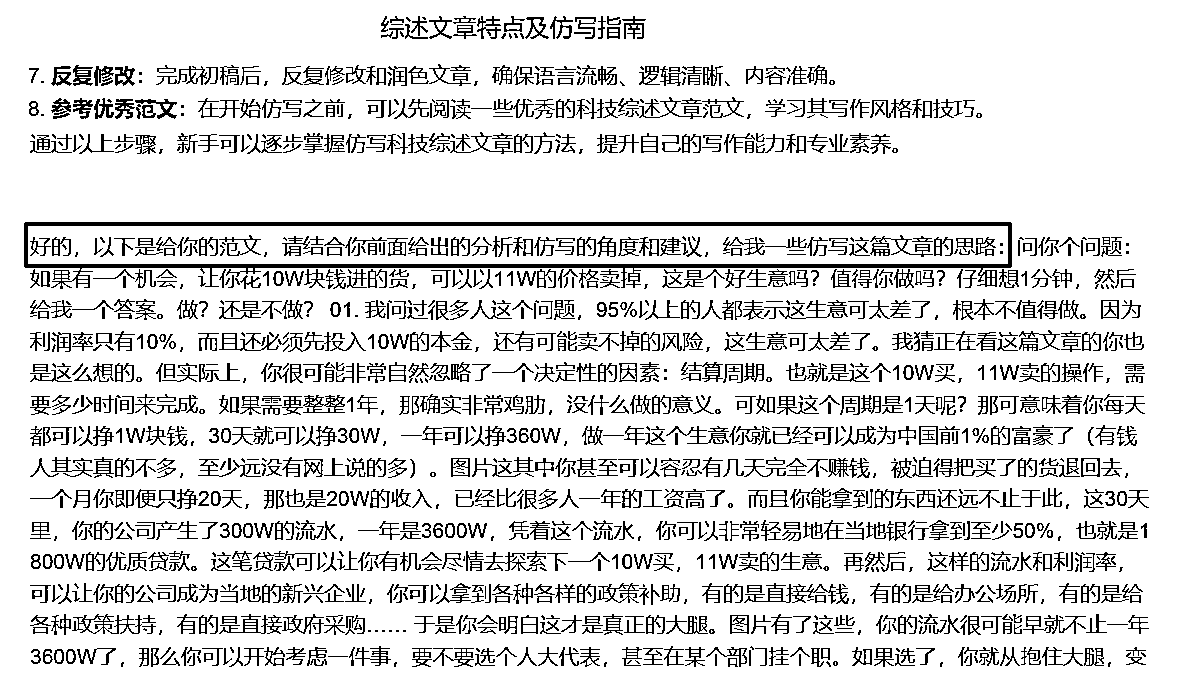 综述文章特点及仿写指南
7. 反复修改：完成初稿后，反复修改和润色文章，确保语言流畅、逻辑清晰、内容准确。
8. 参考优秀范文：在开始仿写之前，可以先阅读一些优秀的科技综述文章范文，学习其写作风格和技巧。
通过以上步骤，新手可以逐步掌握仿写科技综述文章的方法，提升自己的写作能力和专业素养。
好的，以下是给你的范文，请结合你前面给出的分析和仿写的角度和建议，给我一些仿写这篇文章的思路：问你个问题：
如果有一个机会，让你花10W块钱进的货，可以以11W的价格卖掉，这是个好生意吗？值得你做吗？仔细想1分钟，然后
给我一个答案。做？还是不做？ 01. 我问过很多人这个问题，95%以上的人都表示这生意可太差了，根本不值得做。因为
利润率只有10%，而且还必须先投入10W的本金，还有可能卖不掉的风险，这生意可太差了。我猜正在看这篇文章的你也
是这么想的。但实际上，你很可能非常自然忽略了一个决定性的因素：结算周期。也就是这个10W买，11W卖的操作，需
要多少时间来完成。如果需要整整1年，那确实非常鸡肋，没什么做的意义。可如果这个周期是1天呢？那可意味着你每天
都可以挣1W块钱，30天就可以挣30W，一年可以挣360W，做一年这个生意你就已经可以成为中国前1%的富豪了（有钱
人其实真的不多，至少远没有网上说的多）。图片这其中你甚至可以容忍有几天完全不赚钱，被迫得把买了的货退回去，
一个月你即便只挣20天，那也是20W的收入，已经比很多人一年的工资高了。而且你能拿到的东西还远不止于此，这30天
里，你的公司产生了300W的流水，一年是3600W，凭着这个流水，你可以非常轻易地在当地银行拿到至少50%，也就是1
800W的优质贷款。这笔贷款可以让你有机会尽情去探索下一个10W买，11W卖的生意。再然后，这样的流水和利润率，
可以让你的公司成为当地的新兴企业，你可以拿到各种各样的政策补助，有的是直接给钱，有的是给办公场所，有的是给
各种政策扶持，有的是直接政府采购…… 于是你会明白这才是真正的大腿。图片有了这些，你的流水很可能早就不止一年
3600W了，那么你可以开始考虑一件事，要不要选个人大代表，甚至在某个部门挂个职。如果选了，你就从抱住大腿，变